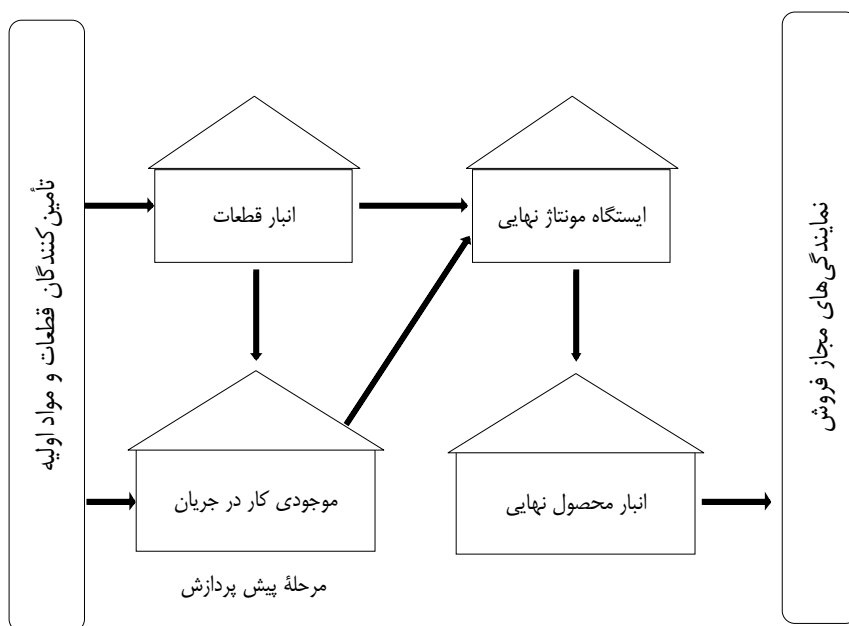 تأمین کنندگان قطعات و مواد اولیه
انبار قطعات
ایستگاه مونتاژ نهایی
نمایندگی‌های مجاز فروش
موجودی کار در جریان
انبار محصول نهایی
مرحلهٔ پیش پردازش